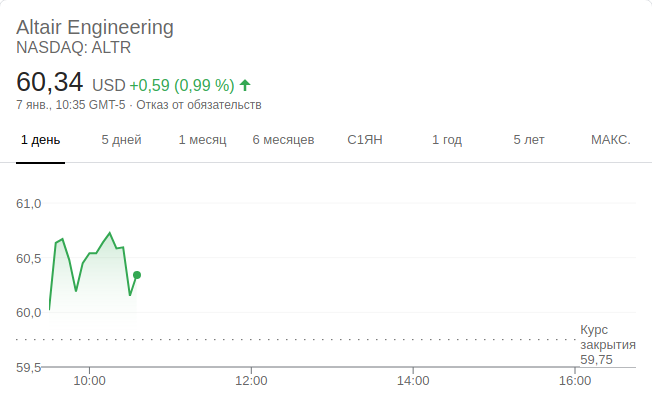 Altair Engineering
NASDAQ: ALTR
60,34 USD +0,59 (0,99 %)
7 янв., 10:35 GMT-5 · Отказ от обязательств
1 день 5 дней 1 месяц 6 месяцев С1ЯН 1 год 5 лет МАКС.
61,0
60,5
60,0
Курс
закрытия
59,75
59,5
10:00 12:00 14:00 16:00